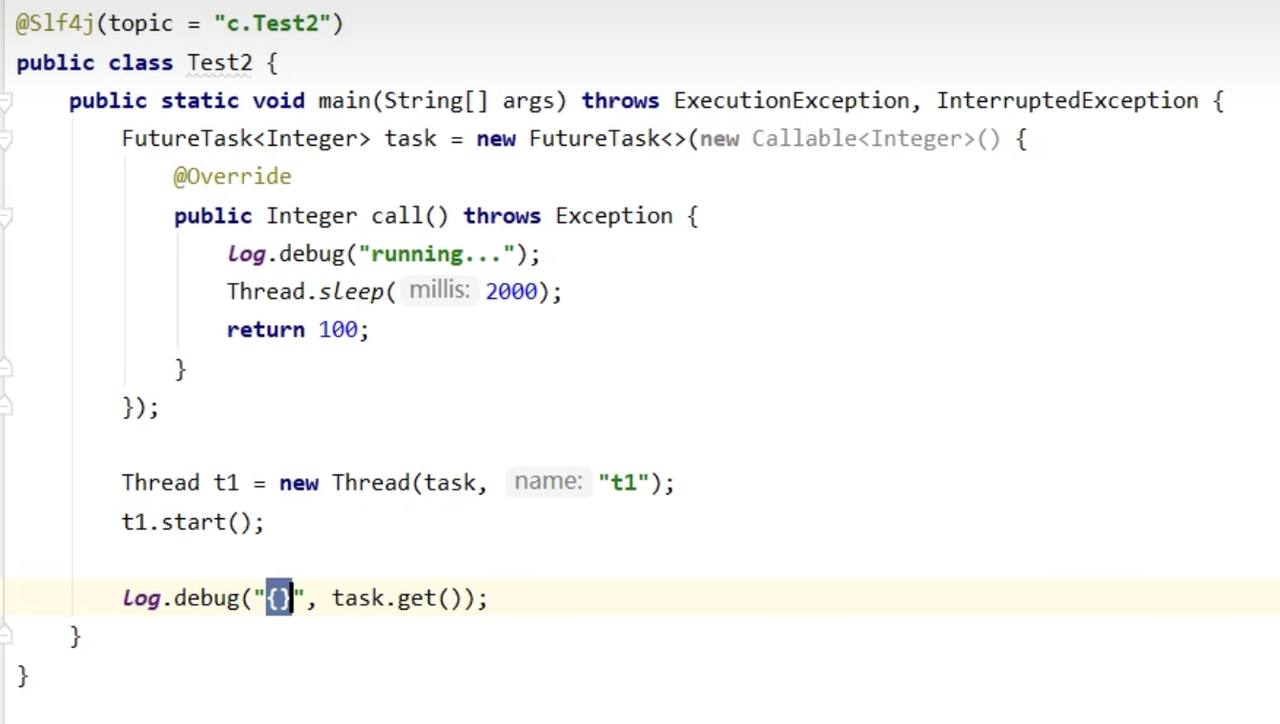 @Slf4j(topic = "c.Test2")
public class Test2 {
    public static void main(String[] args) throws ExecutionException, InterruptedException {
        FutureTask<Integer> task = new FutureTask<>(new Callable<Integer>() {
            @Override
            public Integer call() throws Exception {
                log.debug("running...");
                Thread.sleep( millis: 2000);
                return 100;
            }
        });

        Thread t1 = new Thread(task, name: "t1");
        t1.start();

        log.debug("{}", task.get());
    }
}